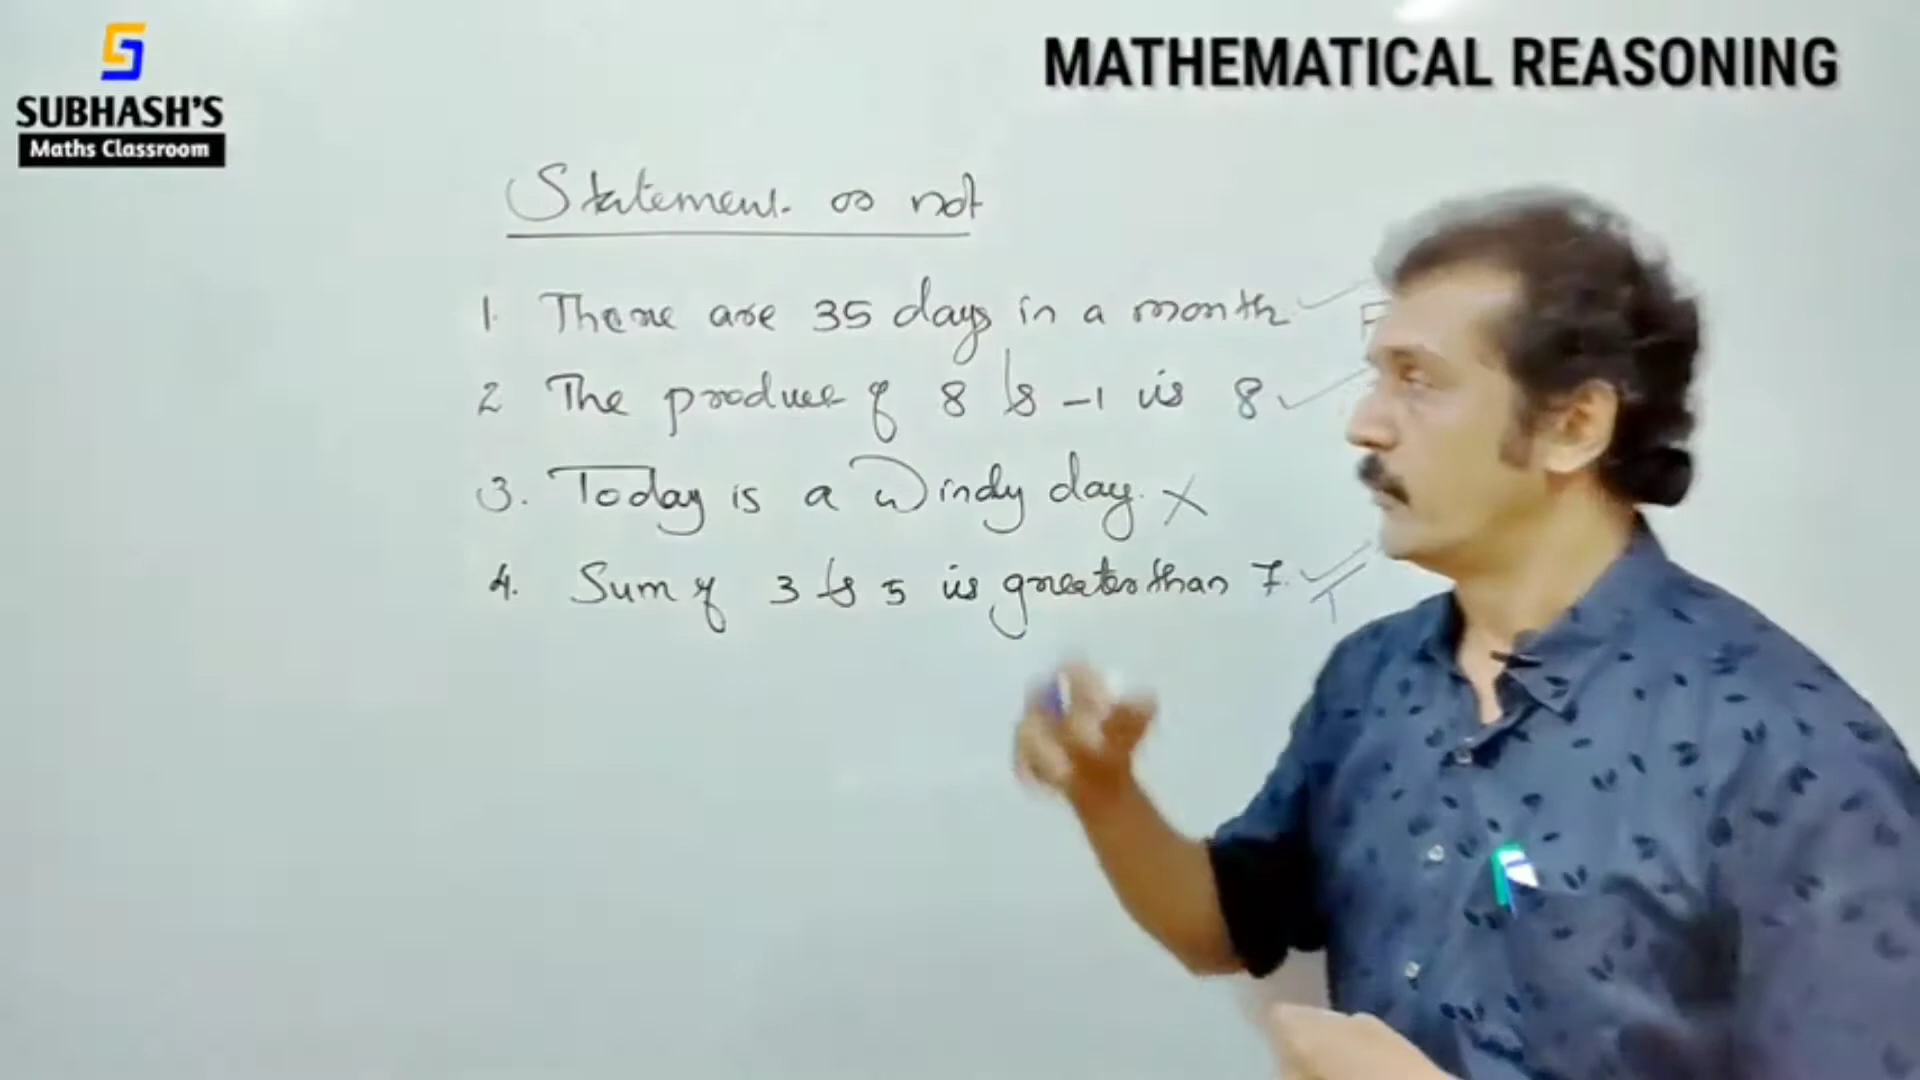 SUBHASH'S
Maths Classroom
MATHEMATICAL REASONING
Statement or not
1. There are 35 days in a month ✓ F
2 The product of 8 & -1 is 8 ✓
3. Today is a Windy day. X
4. Sum of 3 & 5 is greater than 7. ✓ T